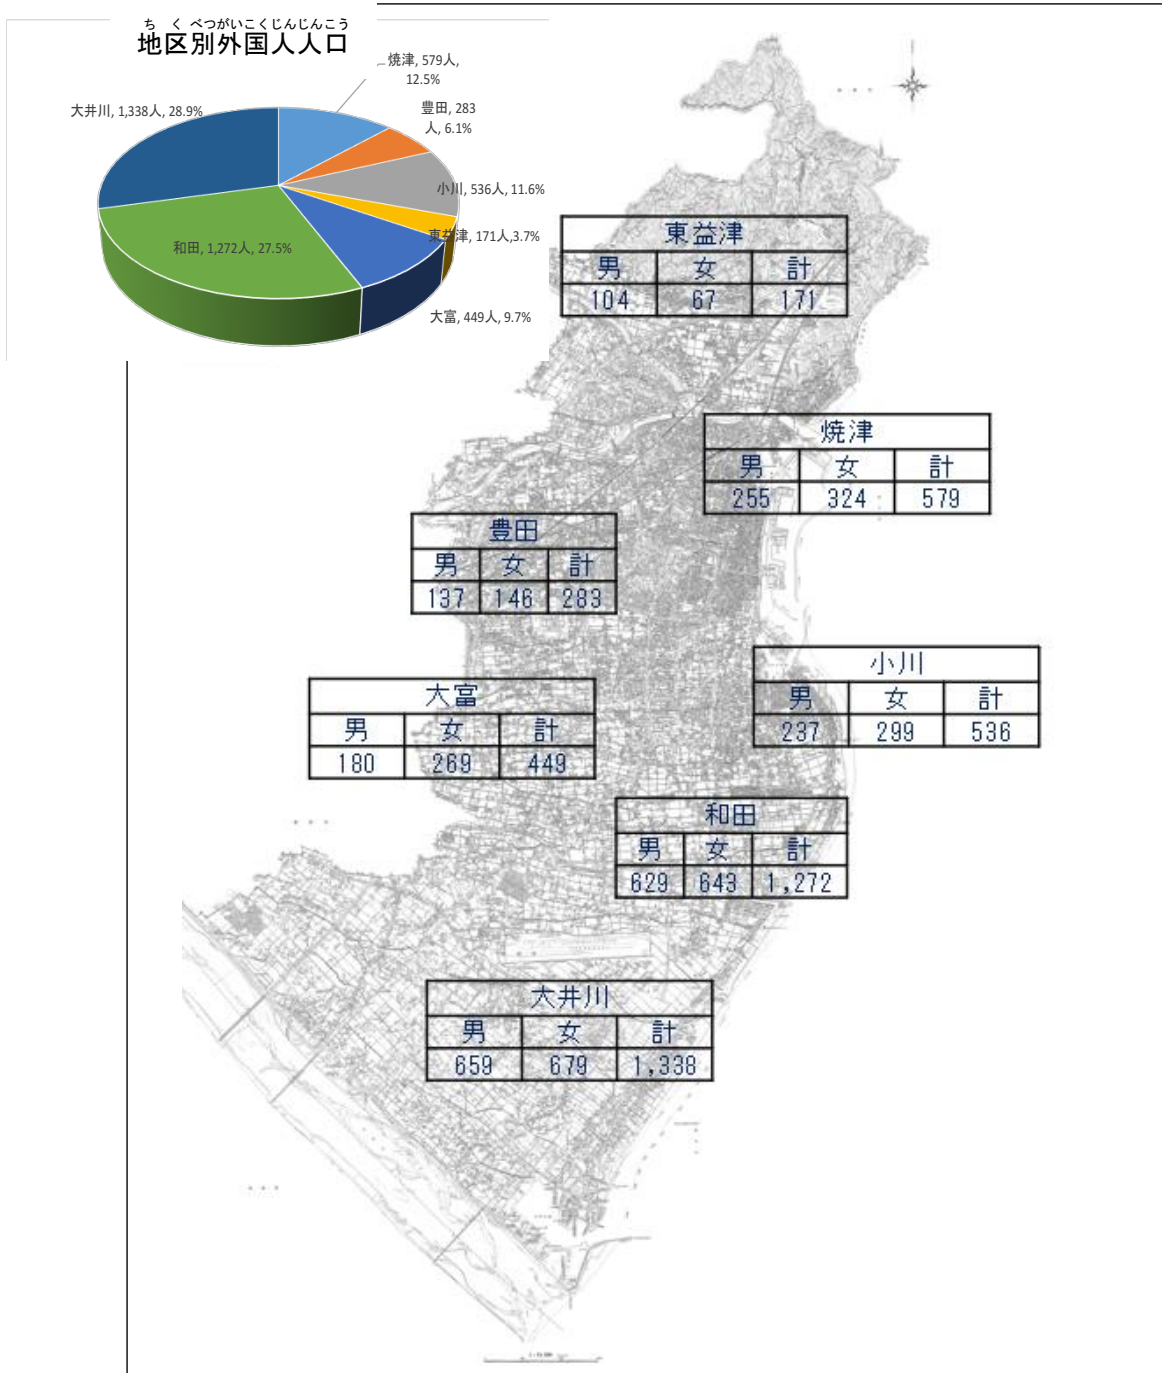 ち く べつがいこくじんじんこう
地区別外国人人口
焼津, 579人,
12.5%
豊田, 283
人, 6.1%
小川, 536人, 11.6%
東益津, 171人,3.7%
大富, 449人, 9.7%
和田, 1,272人, 27.5%
大井川, 1,338人, 28.9%
東益津
男 女 計
104 67 171
焼津
男 女 計
255 324 579
豊田
男 女 計
137 146 283
小川
男 女 計
237 299 536
大富
男 女 計
180 269 449
和田
男 女 計
629 643 1,272
大井川
男 女 計
659 679 1,338